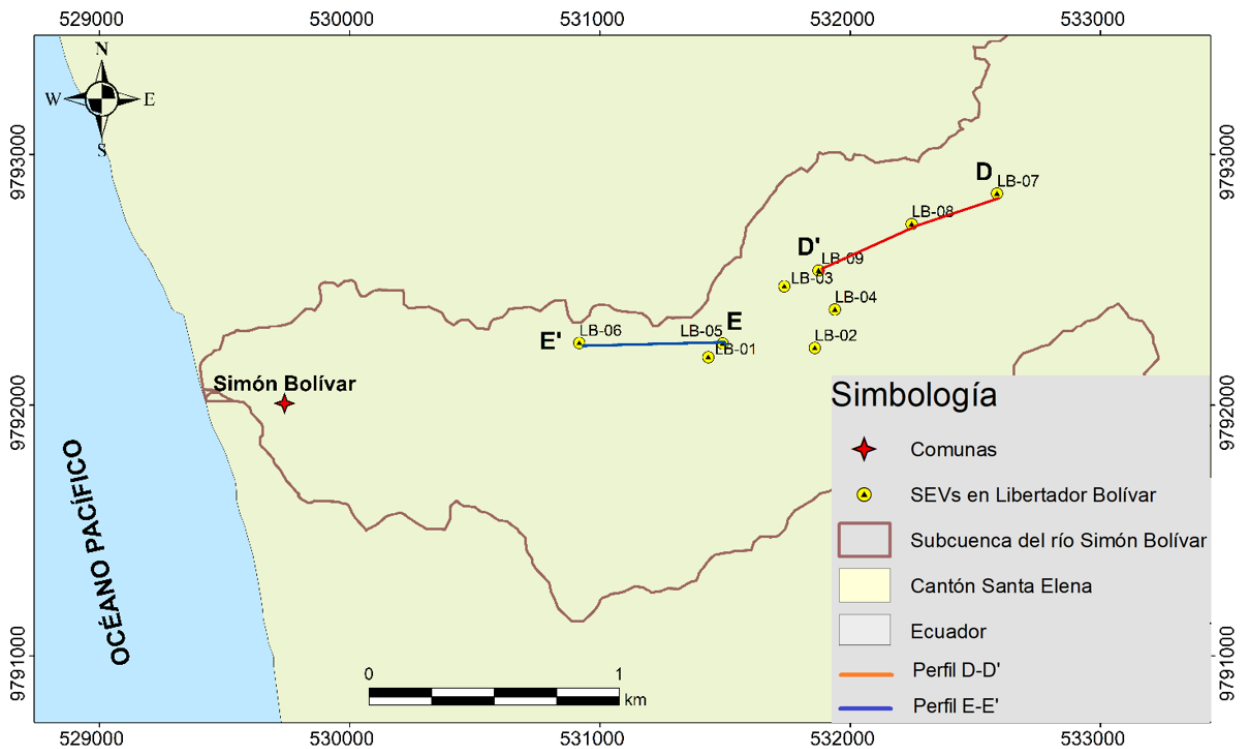 529000 530000 531000 532000 533000
N
W E
S
9793000 9793000
D
LB-07
LB-08
D'
LB-09
LB-03
LB-04
E' LB-06 LB-05 E
LB-01
LB-02
Simón Bolívar
9792000 9792000
OCÉANO PACÍFICO
Simbología
Comunas
SEVs en Libertador Bolívar
Subcuenca del río Simón Bolívar
Cantón Santa Elena
Ecuador
Perfil D-D'
Perfil E-E'
9791000 9791000
0 1
km
529000 530000 531000 532000 533000